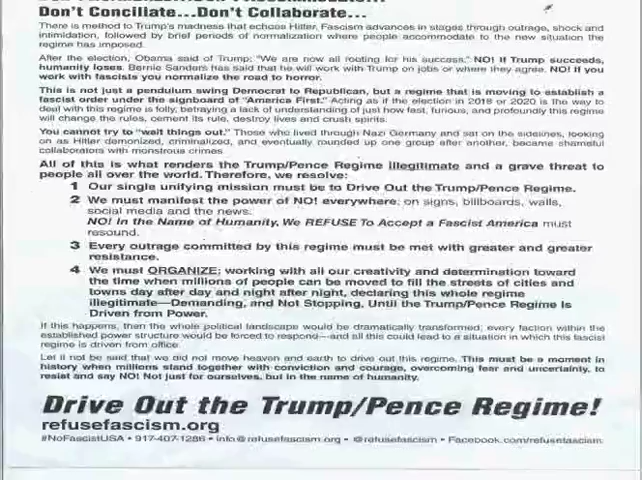 Don't Conciliate...Don't Collaborate...
There is method to Trump's madness that echoes Hitler. Fascism advances in stages through outrage, shock and
intimidation, followed by brief periods of normalization where people accommodate to the new situation the
regime has imposed.
After the election, Obama said of Trump: "We are now all rooting for his success." NO! If Trump succeeds,
humanity loses. Bernie Sanders has said that he will work with Trump on jobs or where they agree. NO! If you
work with fascists you normalize the road to horror.
This is not just a pendulum swing Democrat to Republican, but a regime that is moving to establish a
fascist order under the signboard of "America First." Acting as if the election in 2018 or 2020 is the way to
deal with this regime is folly, betraying a lack of understanding of just how fast, furious, and profoundly this regime
will change the rules, cement its rule, destroy lives and crush spirits.
You cannot try to "wait things out." Those who lived through Nazi Germany and sat on the sidelines, looking
on as Hitler demonized, criminalized, and eventually rounded up one group after another, became shameful
collaborators with monstrous crimes.
All of this is what renders the Trump/Pence Regime illegitimate and a grave threat to
people all over the world. Therefore, we resolve:
1 Our single unifying mission must be to Drive Out the Trump/Pence Regime.
2 We must manifest the power of NO! everywhere: on signs, billboards, walls,
social media and the news.
NO! In the Name of Humanity, We REFUSE To Accept a Fascist America must
resound.
3 Every outrage committed by this regime must be met with greater and greater
resistance.
4 We must ORGANIZE; working with all our creativity and determination toward
the time when millions of people can be moved to fill the streets of cities and
towns day after day and night after night, declaring this whole regime
illegitimate—Demanding, and Not Stopping, Until the Trump/Pence Regime Is
Driven from Power.
If this happens, then the whole political landscape would be dramatically transformed, every faction within the
established power structure would be forced to respond—and all this could lead to a situation in which this fascist
regime is driven from office.
Let it not be said that we did not move heaven and earth to drive out this regime. This must be a moment in
history when millions stand together with conviction and courage, overcoming fear and uncertainty, to
resist and say NO! Not just for ourselves, but in the name of humanity.
Drive Out the Trump/Pence Regime!
refusefascism.org
#NoFascistUSA • 917-407-1286 • info@refusefascism.org • @refusefascism • Facebook.com/refusefascism